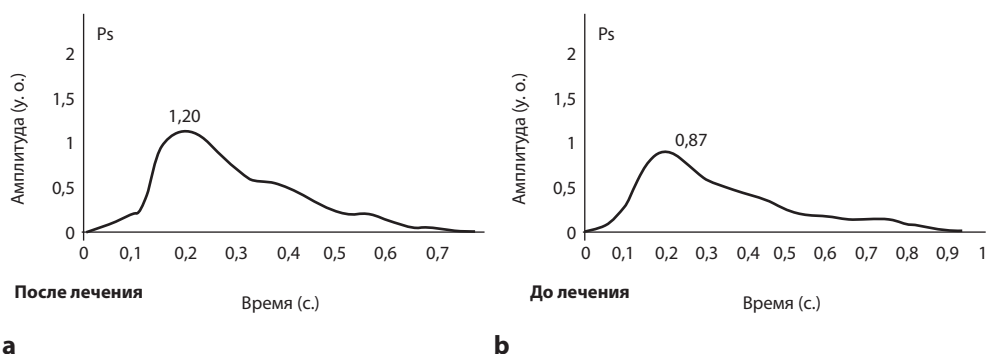 Ps
Амплитуда (у. о.)
2
1,5
1
0,5
0
1,20
0 0,1 0,2 0,3 0,4 0,5 0,6 0,7
После лечения
Время (с.)
a
Ps
Амплитуда (у. о.)
2
1,5
1
0,5
0
0,87
0 0,1 0,2 0,3 0,4 0,5 0,6 0,7 0,8 0,9 1
До лечения
Время (с.)
b